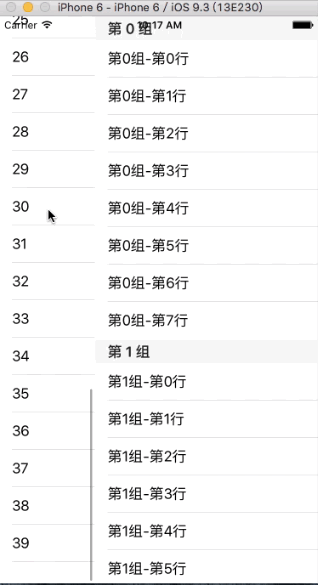 iPhone 6 - iPhone 6 / iOS 9.3 (13E230)
Carrier
:17 AM
25
26
27
28
29
30
31
32
33
34
35
36
37
38
39
第 0 组
第0组-第0行
第0组-第1行
第0组-第2行
第0组-第3行
第0组-第4行
第0组-第5行
第0组-第6行
第0组-第7行
第 1 组
第1组-第0行
第1组-第1行
第1组-第2行
第1组-第3行
第1组-第4行
第1组-第5行